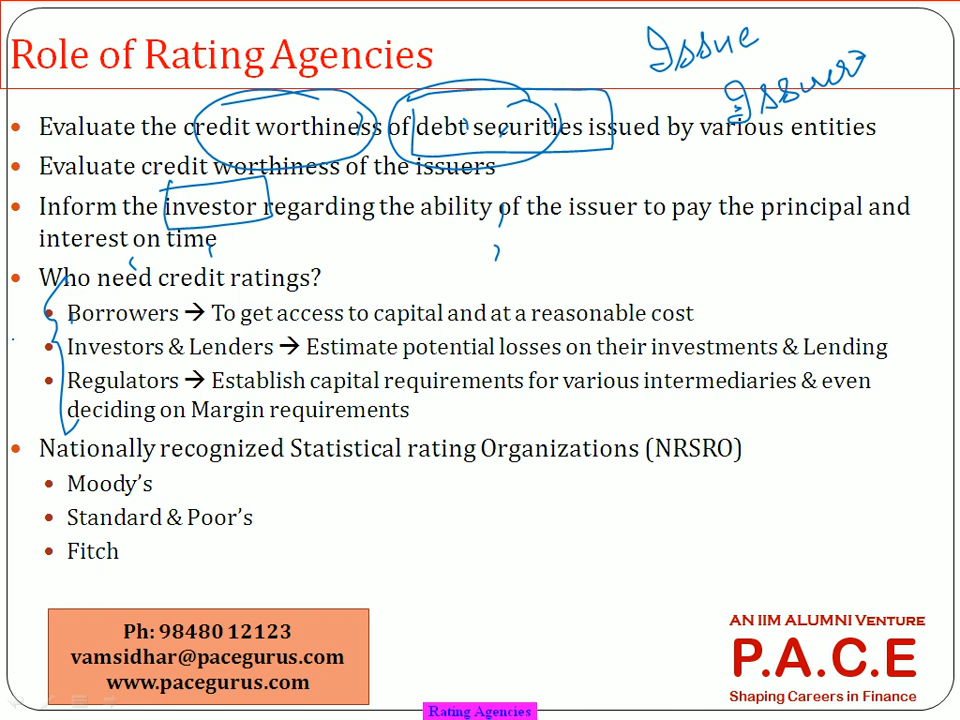 Role of Rating Agencies
Issue
Issuer
• Evaluate the credit worthiness of debt securities issued by various entities
• Evaluate credit worthiness of the issuers
• Inform the investor regarding the ability of the issuer to pay the principal and
interest on time
• Who need credit ratings?
• Borrowers → To get access to capital and at a reasonable cost
• Investors & Lenders → Estimate potential losses on their investments & Lending
• Regulators → Establish capital requirements for various intermediaries & even
deciding on Margin requirements
• Nationally recognized Statistical rating Organizations (NRSRO)
• Moody's
• Standard & Poor's
• Fitch
Ph: 98480 12123
vamsidhar@pacegurus.com
www.pacegurus.com
AN IIM ALUMNI VENTURE
P.A.C.E
Shaping Careers in Finance
Rating Agencies